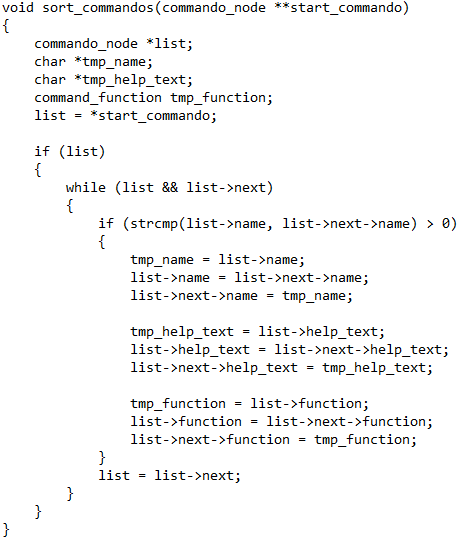 void sort_commandos(commando_node **start_commando)
{
    commando_node *list;
    char *tmp_name;
    char *tmp_help_text;
    command_function tmp_function;
    list = *start_commando;

    if (list)
    {
        while (list && list->next)
        {
            if (strcmp(list->name, list->next->name) > 0)
            {
                tmp_name = list->name;
                list->name = list->next->name;
                list->next->name = tmp_name;

                tmp_help_text = list->help_text;
                list->help_text = list->next->help_text;
                list->next->help_text = tmp_help_text;

                tmp_function = list->function;
                list->function = list->next->function;
                list->next->function = tmp_function;
            }
            list = list->next;
        }
    }
}